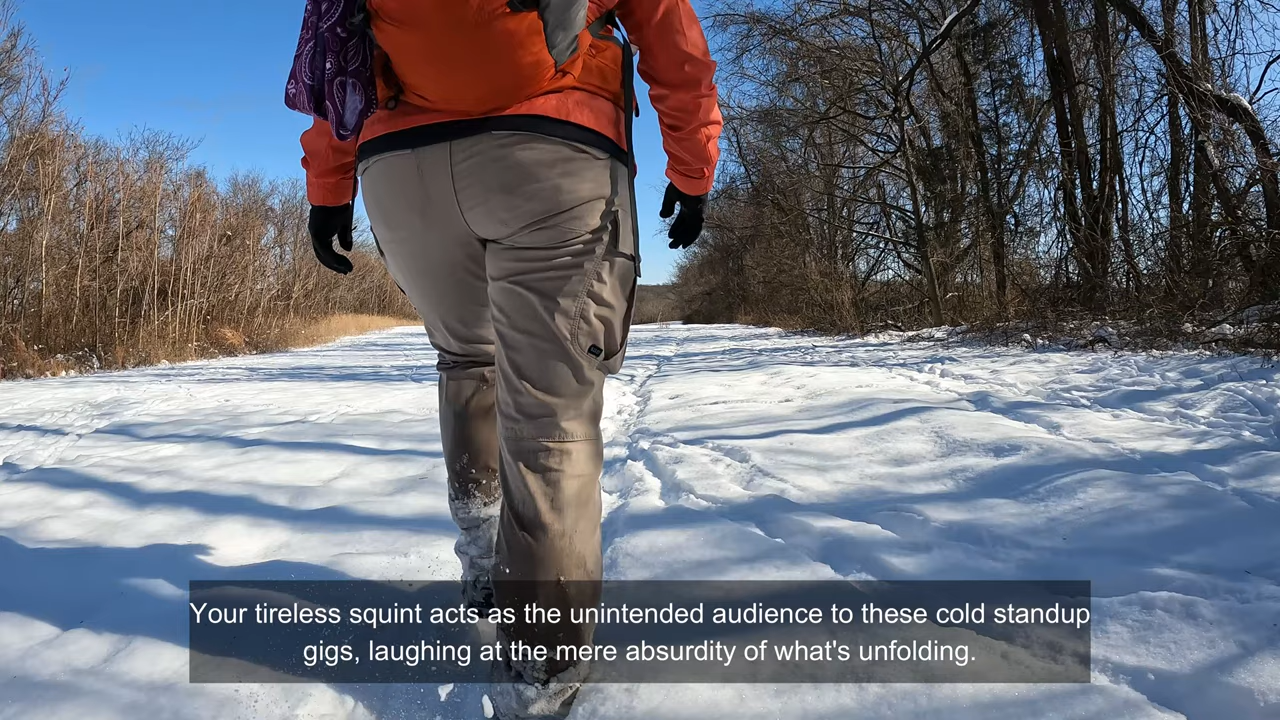 Your tireless squint acts as the unintended audience to these cold standup
gigs, laughing at the mere absurdity of what's unfolding.